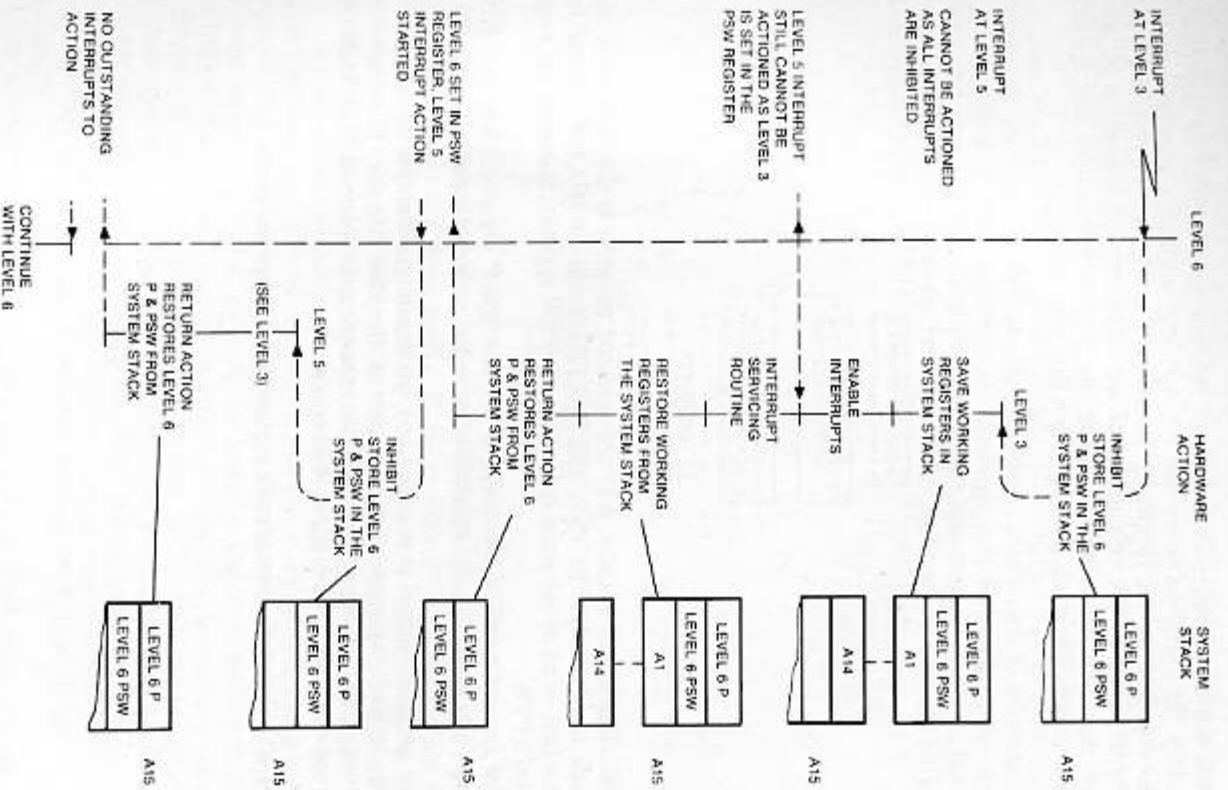 LEVEL 6
HARDWARE
ACTION
SYSTEM
STACK
INTERRUPT
AT LEVEL 3
INHIBIT
STORE LEVEL 6
P & PSW IN THE
SYSTEM STACK
LEVEL 6 P
LEVEL 6 PSW
A15
INTERRUPT
AT LEVEL 5
CANNOT BE ACTIONED
AS ALL INTERRUPTS
ARE INHIBITED
LEVEL 3
SAVE WORKING
REGISTERS IN
SYSTEM STACK
LEVEL 6 P
LEVEL 6 PSW
A1
A14
A15
ENABLE
INTERRUPTS
LEVEL 5 INTERRUPT
STILL CANNOT BE
ACTIONED AS LEVEL 3
IS SET IN THE
PSW REGISTER
INTERRUPT
SERVICING
ROUTINE
RESTORE WORKING
REGISTERS FROM
THE SYSTEM STACK
LEVEL 6 P
LEVEL 6 PSW
A1
A14
A15
RETURN ACTION
RESTORES LEVEL 6
P & PSW FROM
SYSTEM STACK
LEVEL 6 P
LEVEL 6 PSW
A15
LEVEL 6 SET IN PSW
REGISTER, LEVEL 5
INTERRUPT ACTION
STARTED
INHIBIT
STORE LEVEL 6
P & PSW IN THE
SYSTEM STACK
LEVEL 6 P
LEVEL 6 PSW
A15
LEVEL 5
(SEE LEVEL 3)
RETURN ACTION
RESTORES LEVEL 6
P & PSW FROM
SYSTEM STACK
LEVEL 6 P
LEVEL 6 PSW
A15
NO OUTSTANDING
INTERRUPTS TO
ACTION
CONTINUE
WITH LEVEL 6